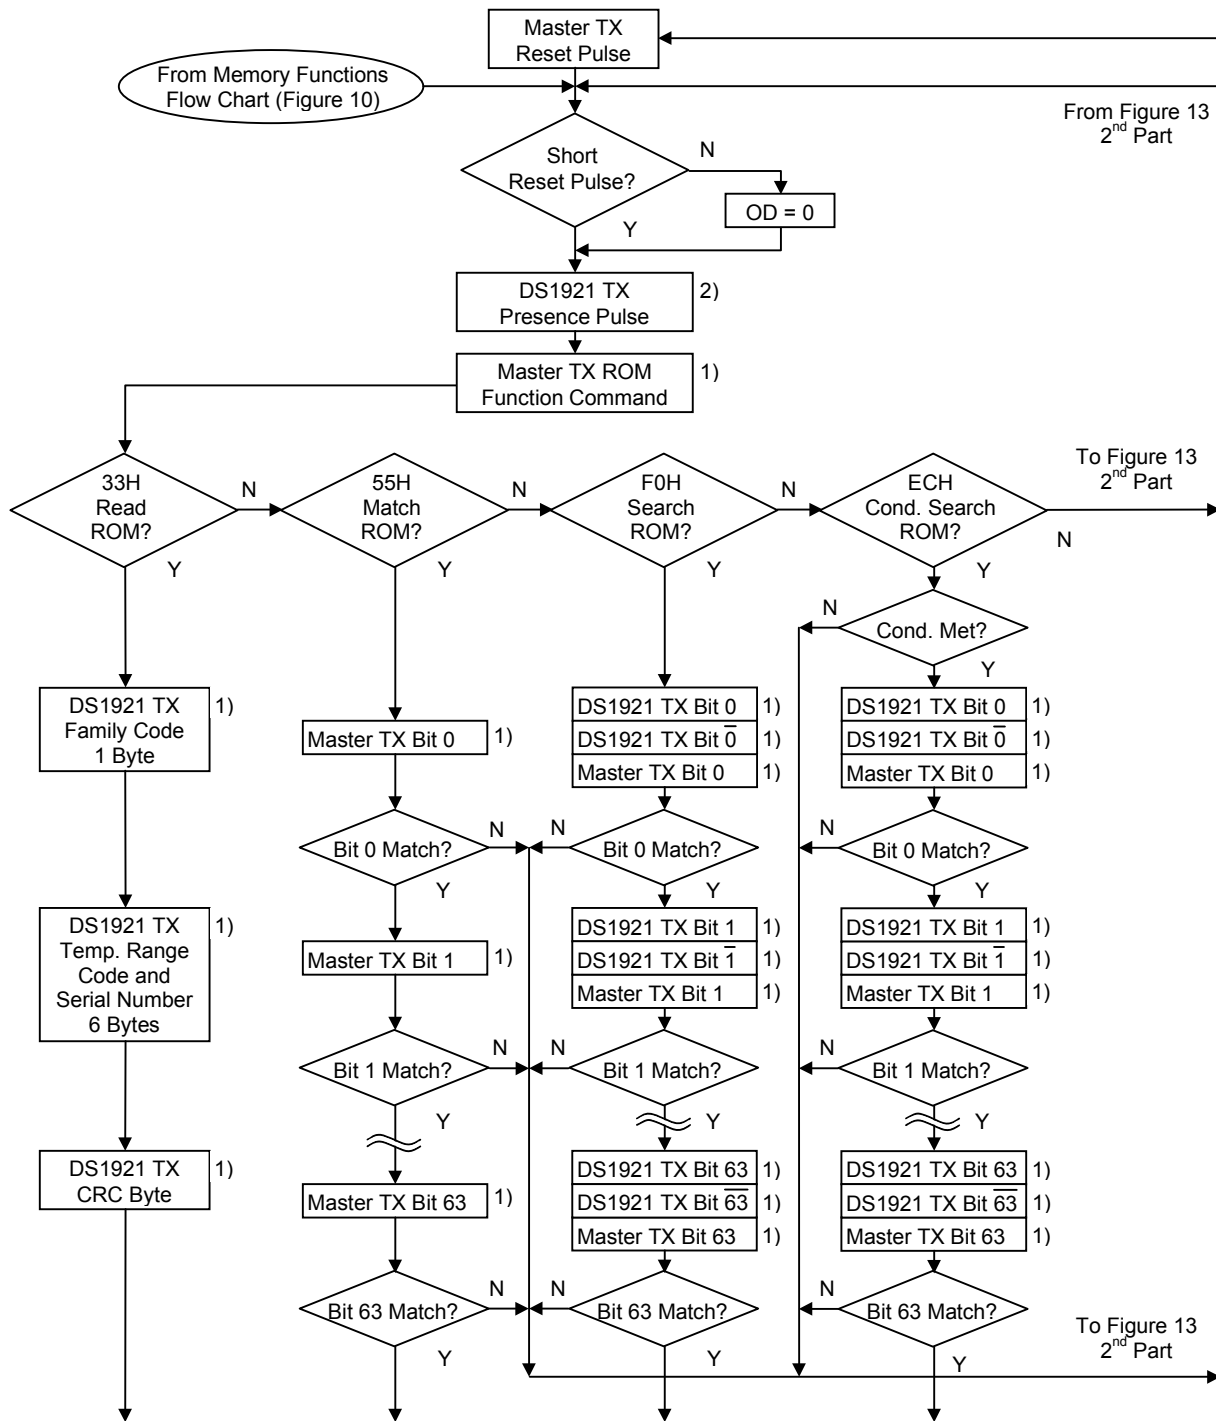 Master TX
Reset Pulse
From Memory Functions
Flow Chart (Figure 10)
From Figure 13
2nd Part
Short
Reset Pulse?
N
OD = 0
Y
DS1921 TX
Presence Pulse
2)
Master TX ROM
Function Command
1)
33H
Read
ROM?
N
Y
55H
Match
ROM?
N
Y
F0H
Search
ROM?
N
Y
ECH
Cond. Search
ROM?
N
Y
To Figure 13
2nd Part
N
Cond. Met?
Y
DS1921 TX
Family Code
1 Byte
1)
DS1921 TX
Temp. Range
Code and
Serial Number
6 Bytes
1)
DS1921 TX
CRC Byte
1)
Master TX Bit 0
1)
Bit 0 Match?
N
Y
Master TX Bit 1
1)
Bit 1 Match?
N
Y
Master TX Bit 63
1)
Bit 63 Match?
N
Y
DS1921 TX Bit 0
1)
DS1921 TX Bit 0̅
1)
Master TX Bit 0
1)
N
Bit 0 Match?
Y
DS1921 TX Bit 1
1)
DS1921 TX Bit 1̅
1)
Master TX Bit 1
1)
N
Bit 1 Match?
Y
DS1921 TX Bit 63
1)
DS1921 TX Bit 6̅3̅
1)
Master TX Bit 63
1)
N
Bit 63 Match?
Y
DS1921 TX Bit 0
1)
DS1921 TX Bit 0̅
1)
Master TX Bit 0
1)
N
Bit 0 Match?
Y
DS1921 TX Bit 1
1)
DS1921 TX Bit 1̅
1)
Master TX Bit 1
1)
N
Bit 1 Match?
Y
DS1921 TX Bit 63
1)
DS1921 TX Bit 6̅3̅
1)
Master TX Bit 63
1)
N
Bit 63 Match?
Y
To Figure 13
2nd Part